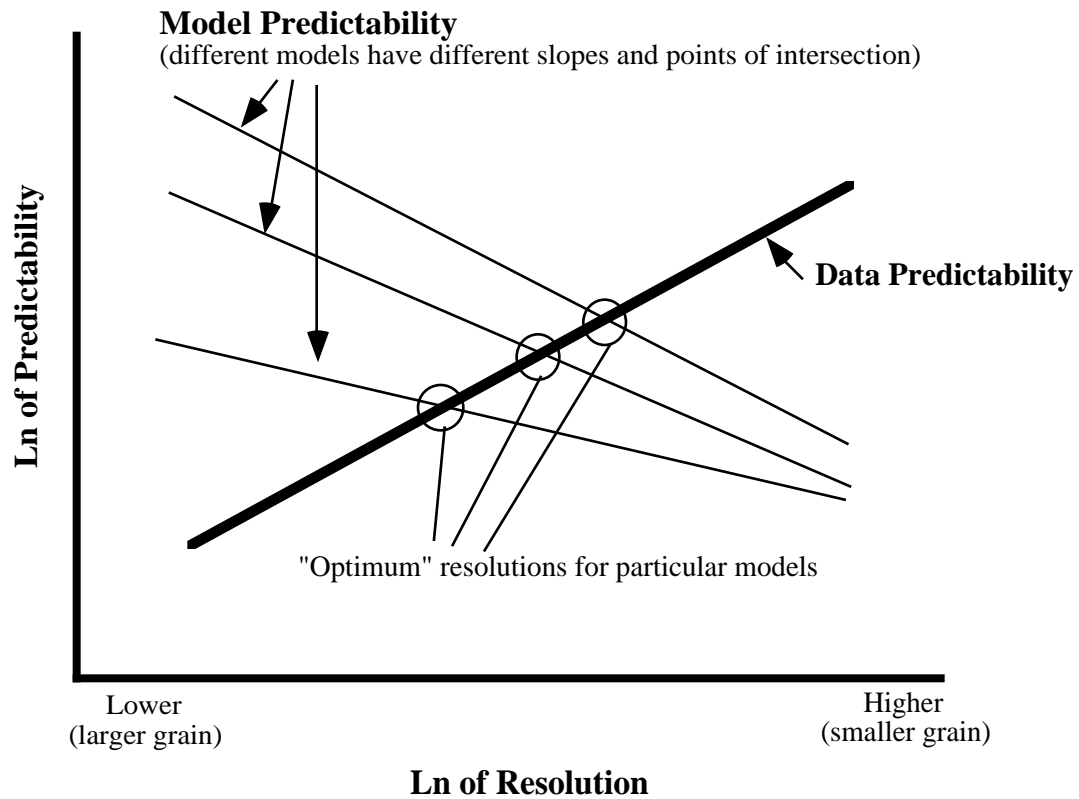 Model Predictability
(different models have different slopes and points of intersection)
Ln of Predictability
Data Predictability
"Optimum" resolutions for particular models
Lower
(larger grain)
Higher
(smaller grain)
Ln of Resolution